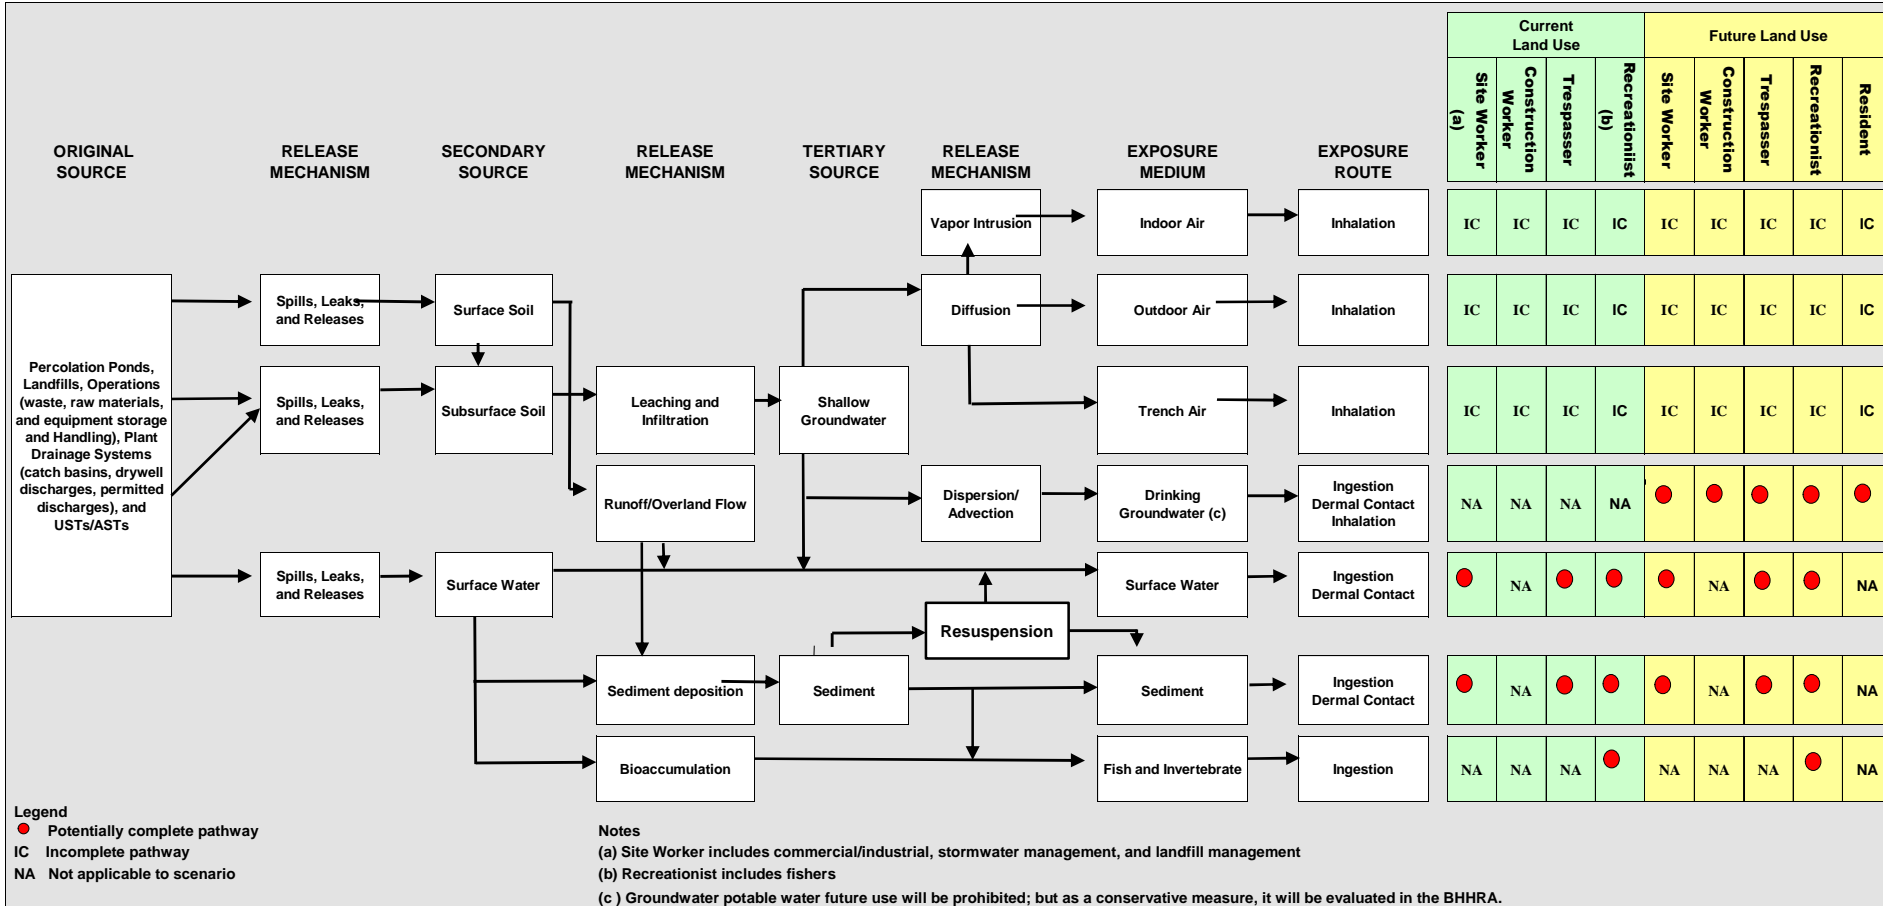 Current
Land Use
Future Land Use
Site Worker
(a)
Construction
Worker
Trespasser
Recreationiist
(b)
Site Worker
Construction
Worker
Trespasser
Recreationist
Resident
ORIGINAL
SOURCE
RELEASE
MECHANISM
SECONDARY
SOURCE
RELEASE
MECHANISM
TERTIARY
SOURCE
RELEASE
MECHANISM
EXPOSURE
MEDIUM
EXPOSURE
ROUTE
Vapor Intrusion
Indoor Air
Inhalation
IC IC IC IC IC IC IC IC IC
Percolation Ponds,
Landfills, Operations
(waste, raw materials,
and equipment storage
and Handling), Plant
Drainage Systems
(catch basins, drywell
discharges, permitted
discharges), and
USTs/ASTs
Spills, Leaks,
and Releases
Surface Soil
Diffusion
Outdoor Air
Inhalation
IC IC IC IC IC IC IC IC IC
Spills, Leaks,
and Releases
Subsurface Soil
Leaching and
Infiltration
Shallow
Groundwater
Trench Air
Inhalation
IC IC IC IC IC IC IC IC IC
Runoff/Overland Flow
Dispersion/
Advection
Drinking
Groundwater (c)
Ingestion
Dermal Contact
Inhalation
NA NA NA NA
Spills, Leaks,
and Releases
Surface Water
Surface Water
Ingestion
Dermal Contact
NA NA NA
Resuspension
Sediment deposition
Sediment
Sediment
Ingestion
Dermal Contact
NA NA NA
Bioaccumulation
Fish and Invertebrate
Ingestion
NA NA NA NA NA NA NA
Legend
Potentially complete pathway
IC Incomplete pathway
NA Not applicable to scenario
Notes
(a) Site Worker includes commercial/industrial, stormwater management, and landfill management
(b) Recreationist includes fishers
(c ) Groundwater potable water future use will be prohibited; but as a conservative measure, it will be evaluated in the BHHRA.